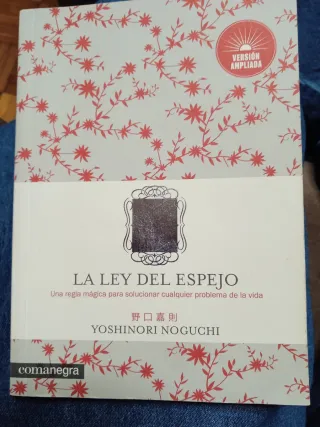 VERSIÓN
AMPLIADA
LA LEY DEL ESPEJO
Una regla mágica para solucionar cualquier problema de la vida
野口嘉則
YOSHINORI NOGUCHI
comanegra